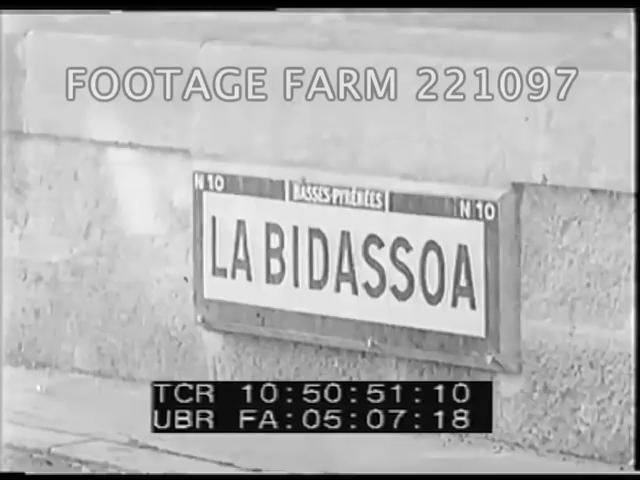 FOOTAGE FARM 221097
N 10 BASSES-PYRÉNÉES N 10
LA BIDASSOA
TCR 10:50:51:10
UBR FA:05:07:18